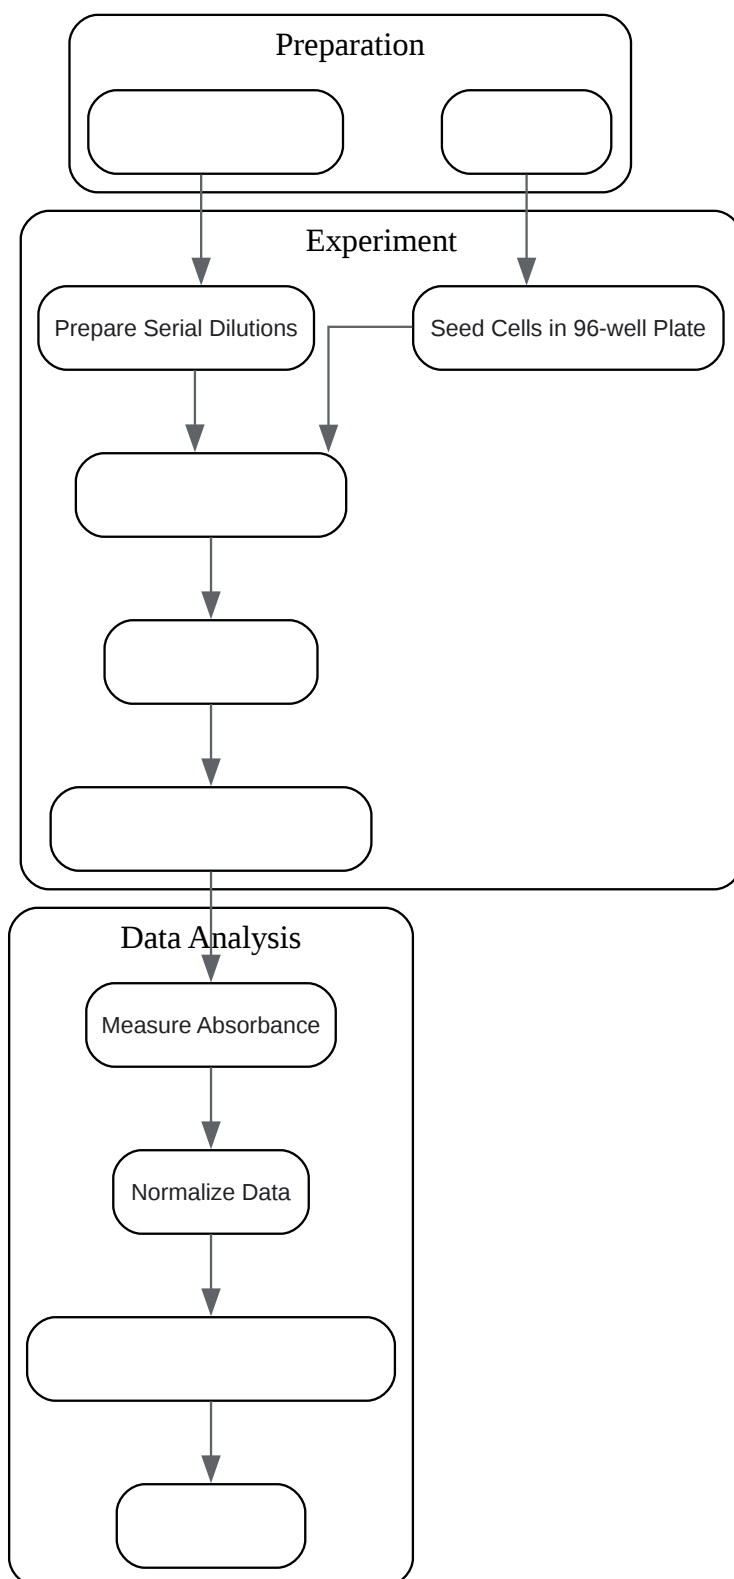 Preparation
Experiment
Prepare Serial Dilutions
Seed Cells in 96-well Plate
Data Analysis
Measure Absorbance
Normalize Data